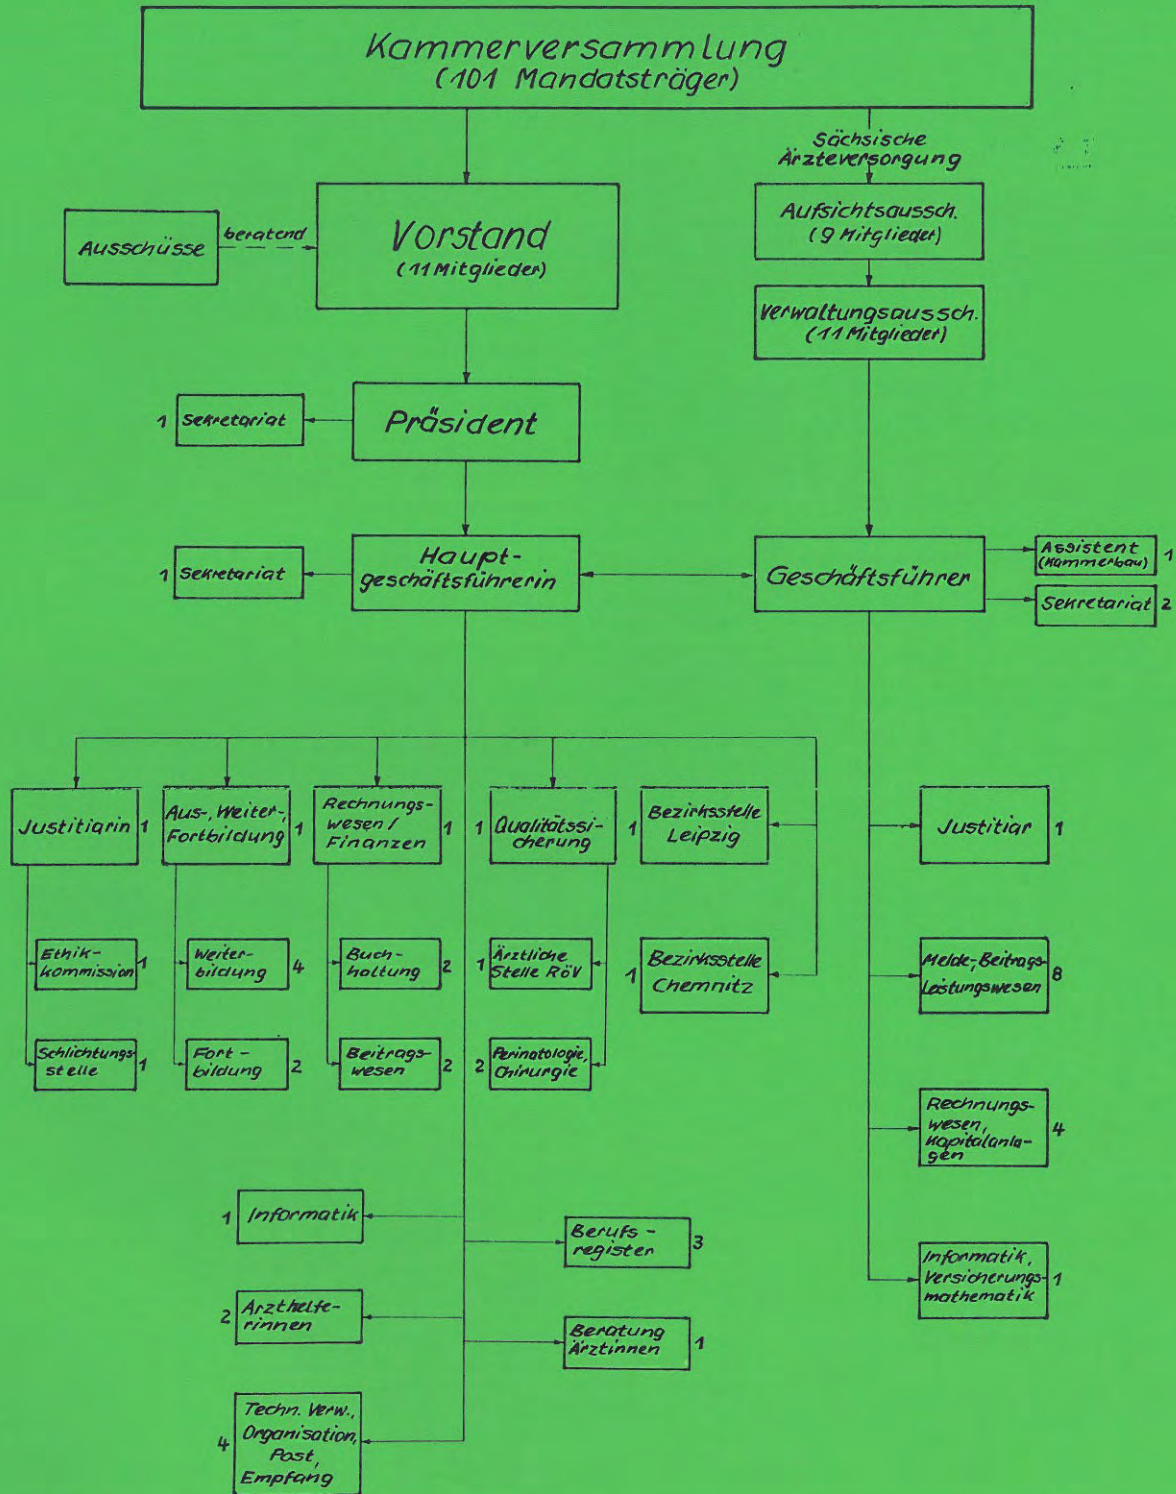 Kammerversammlung
(101 Mandatsträger)
Sächsische
Ärzteversorgung
Ausschüsse
beratend
Vorstand
(11 Mitglieder)
Aufsichtsaussch.
(9 Mitglieder)
Verwaltungsaussch.
(11 Mitglieder)
1 Sekretariat
Präsident
1 Sekretariat
Haupt-
geschäftsführerin
Geschäftsführer
Assistent
(Kammerbau)
1
Sekretariat 2
Justitiarin 1
Aus-, Weiter-,
Fortbildung 1
Rechnungs-
wesen /
Finanzen
1
1 Qualitätssi-
cherung
1 Bezirksstelle
Leipzig
Justitiar 1
Ethik-
kommission 1
Weiter-
bildung 4
Buch-
haltung 2
1 Ärztliche
Stelle RöV
1 Bezirksstelle
Chemnitz
Melde-, Beitrags-
Leistungswesen 8
Schlichtungs-
stelle 1
Fort-
bildung 2
Beitrags-
wesen 2
2 Perinatologie,
Chirurgie
Rechnungs-
wesen,
Kapitalanla-
gen
4
1 Informatik
Berufs-
register 3
Informatik,
Versicherungs-
mathematik
1
2 Arzthelfe-
rinnen
Beratung
Ärztinnen 1
4
Techn. Verw.,
Organisation,
Post,
Empfang